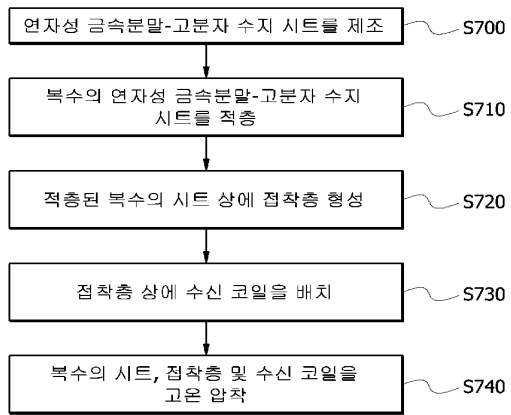 연자성 금속분말-고분자 수지 시트를 제조
S700
복수의 연자성 금속분말-고분자 수지
시트를 적층
S710
적층된 복수의 시트 상에 접착층 형성
S720
접착층 상에 수신 코일을 배치
S730
복수의 시트, 접착층 및 수신 코일을
고온 압착
S740